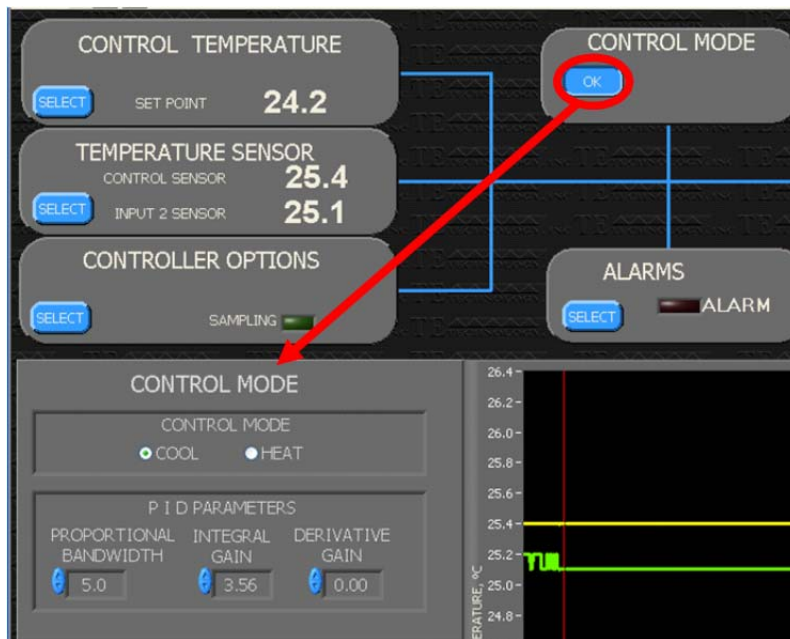 CONTROL TEMPERATURE
SELECT SET POINT 24.2
CONTROL MODE
OK
TEMPERATURE SENSOR
CONTROL SENSOR 25.4
SELECT INPUT 2 SENSOR 25.1
CONTROLLER OPTIONS
SELECT SAMPLING
ALARMS
SELECT ALARM
CONTROL MODE
CONTROL MODE
COOL HEAT
P I D PARAMETERS
PROPORTIONAL BANDWIDTH
5.0
INTEGRAL GAIN
3.56
DERIVATIVE GAIN
0.00
26.4
26.2
26.0
25.8
25.6
25.4
25.2
25.0
24.8
ERATURE, °C